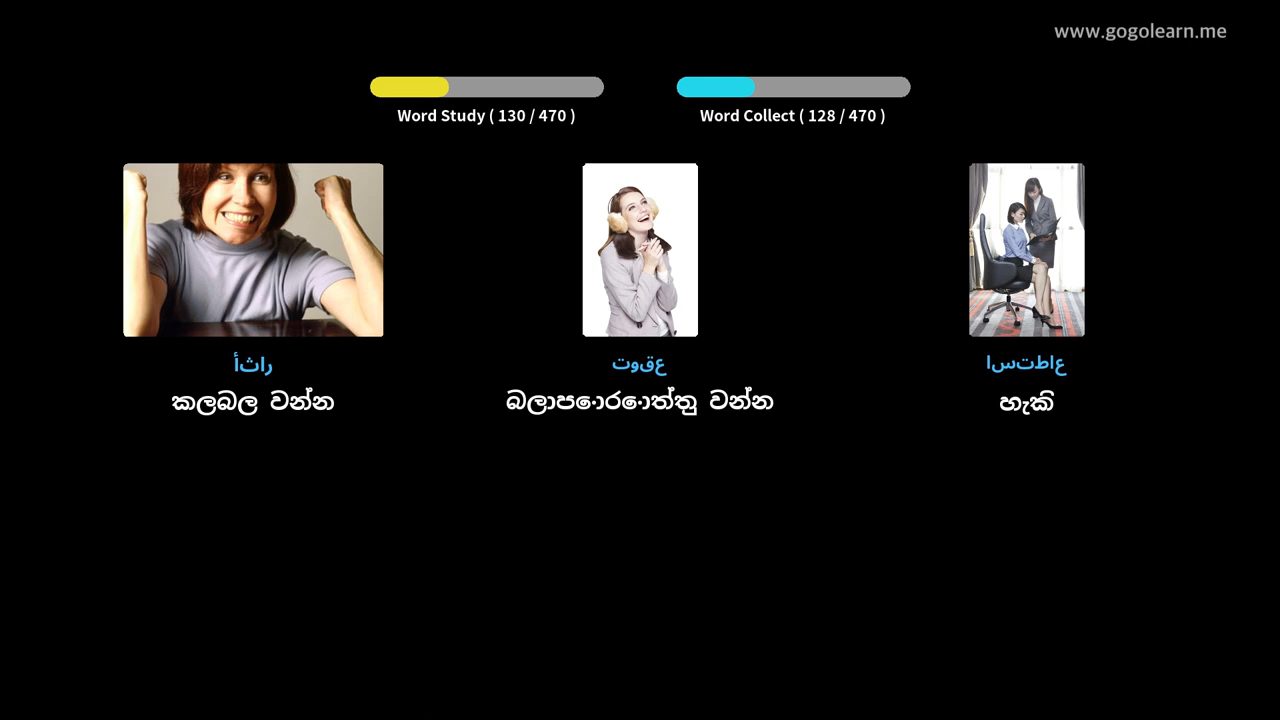 www.gogolearn.me
Word Study ( 130 / 470 )
Word Collect ( 128 / 470 )
أثار
توقع
استطاع
කලබල වන්න
බලාපොරොත්තු වන්න
හැකි